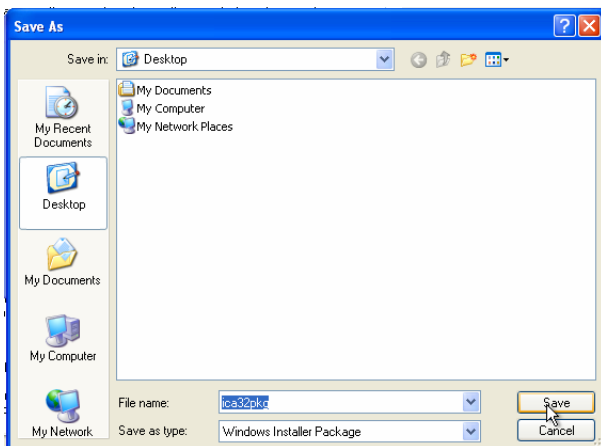 Save As
Save in:
Desktop
My Recent
Documents
Desktop
My Documents
My Computer
My Network
My Documents
My Computer
My Network Places
File name:
ica32pkg
Save
Save as type:
Windows Installer Package
Cancel